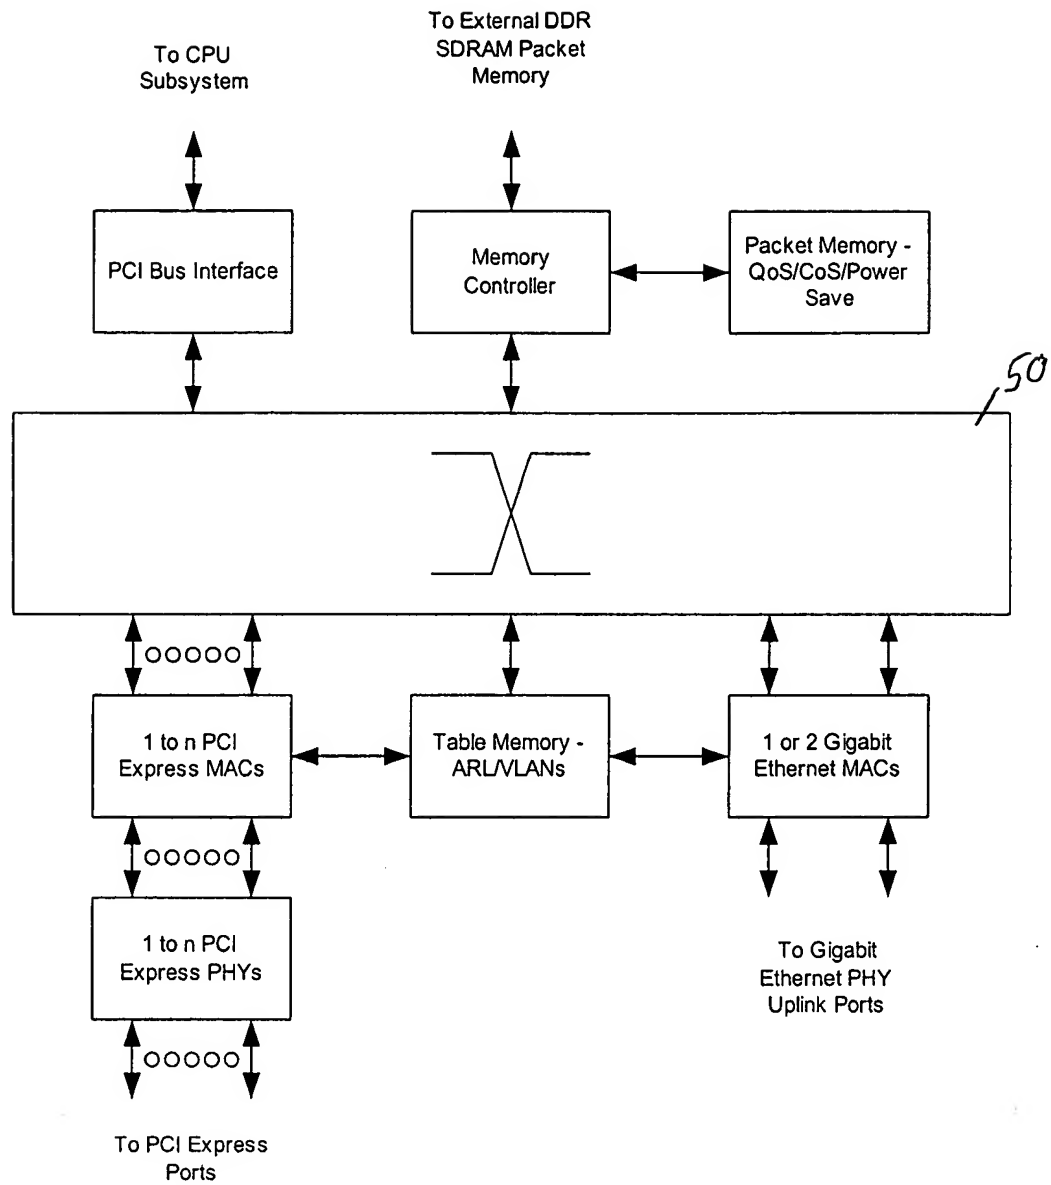 To CPU
Subsystem
To External DDR
SDRAM Packet
Memory
PCI Bus Interface
Memory
Controller
Packet Memory -
QoS/CoS/Power
Save
50
1 to n PCI
Express MACs
Table Memory -
ARL/VLANs
1 or 2 Gigabit
Ethernet MACs
1 to n PCI
Express PHYs
To Gigabit
Ethernet PHY
Uplink Ports
To PCI Express
Ports